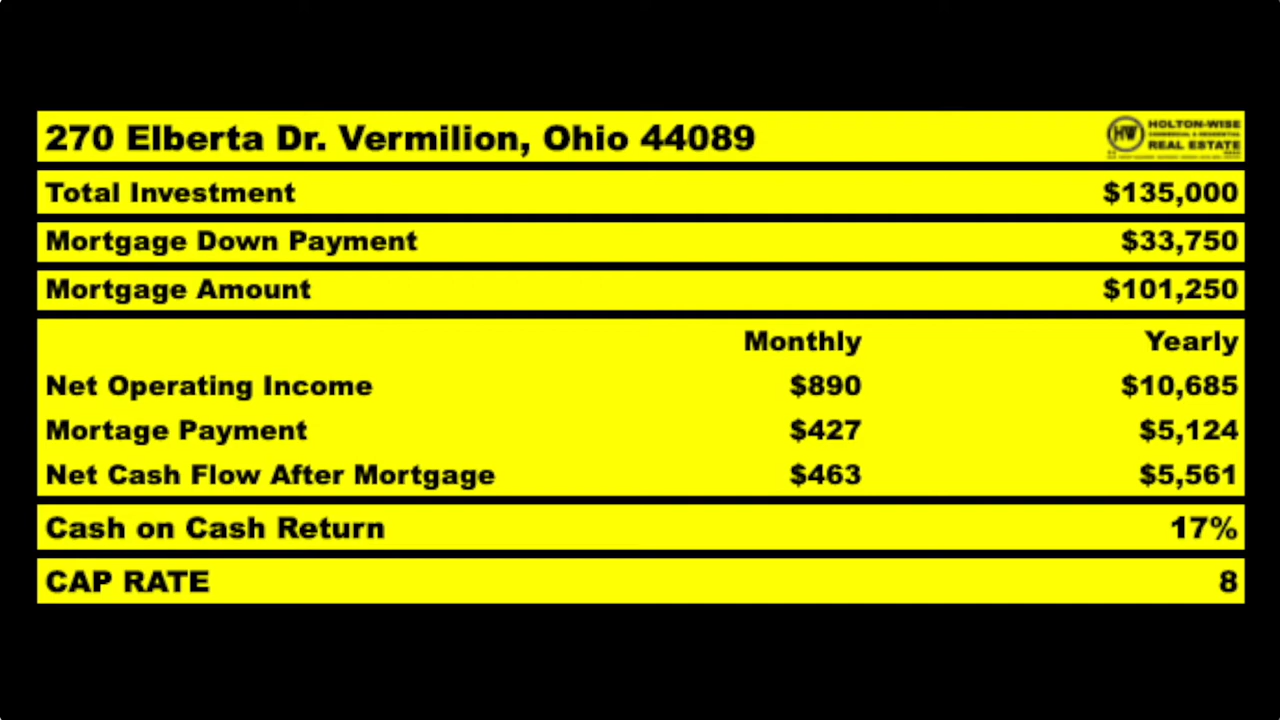 270 Elberta Dr. Vermilion, Ohio 44089
HW HOLTON-WISE
COMMERCIAL & RESIDENTIAL
REAL ESTATE
Total Investment $135,000
Mortgage Down Payment $33,750
Mortgage Amount $101,250
Monthly Yearly
Net Operating Income $890 $10,685
Mortage Payment $427 $5,124
Net Cash Flow After Mortgage $463 $5,561
Cash on Cash Return 17%
CAP RATE 8